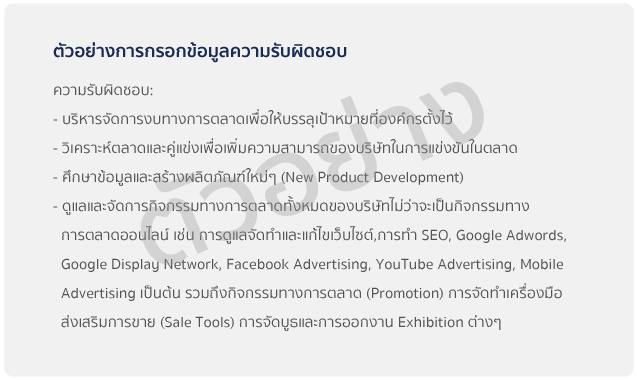 ตัวอย่างการกรอกข้อมูลความรับผิดชอบ
ความรับผิดชอบ:
- บริหารจัดการงบทางการตลาดเพื่อให้บรรลุเป้าหมายที่องค์กรตั้งไว้
- วิเคราะห์ตลาดและคู่แข่งเพื่อเพิ่มความสามารถของบริษัทในการแข่งขันในตลาด
- ศึกษาข้อมูลและสร้างผลิตภัณฑ์ใหม่ๆ (New Product Development)
- ดูแลและจัดการกิจกรรมทางการตลาดทั้งหมดของบริษัทไม่ว่าจะเป็นกิจกรรมทาง
การตลาดออนไลน์ เช่น การดูแลจัดทำและแก้ไขเว็บไซต์,การทำ SEO, Google Adwords,
Google Display Network, Facebook Advertising, YouTube Advertising, Mobile
Advertising เป็นต้น รวมถึงกิจกรรมทางการตลาด (Promotion) การจัดทำเครื่องมือ
ส่งเสริมการขาย (Sale Tools) การจัดบูธและการออกงาน Exhibition ต่างๆ
ตัวอย่าง